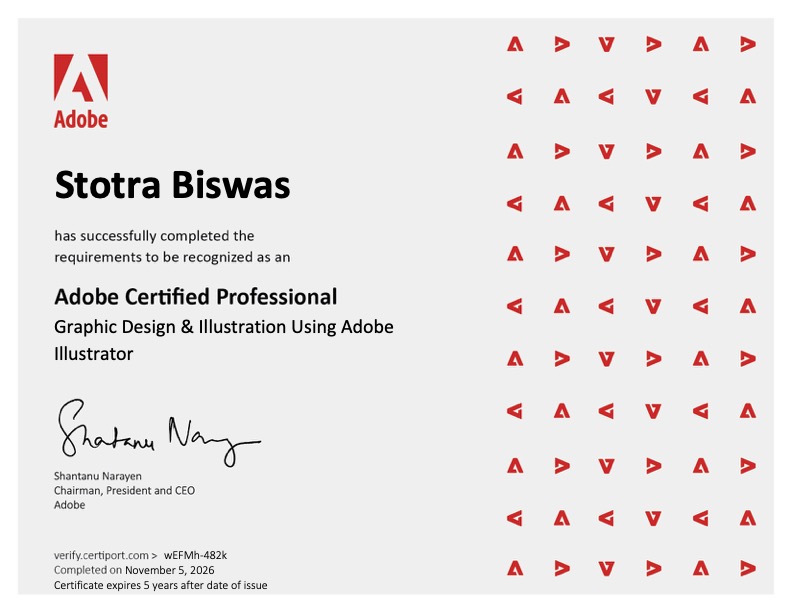 Adobe
Stotra Biswas
has successfully completed the
requirements to be recognized as an
Adobe Certified Professional
Graphic Design & Illustration Using Adobe
Illustrator
Shatanu Nary
Shantanu Narayen
Chairman, President and CEO
Adobe
verify.certiport.com > wEFMh-482k
Completed on November 5, 2026
Certificate expires 5 years after date of issue